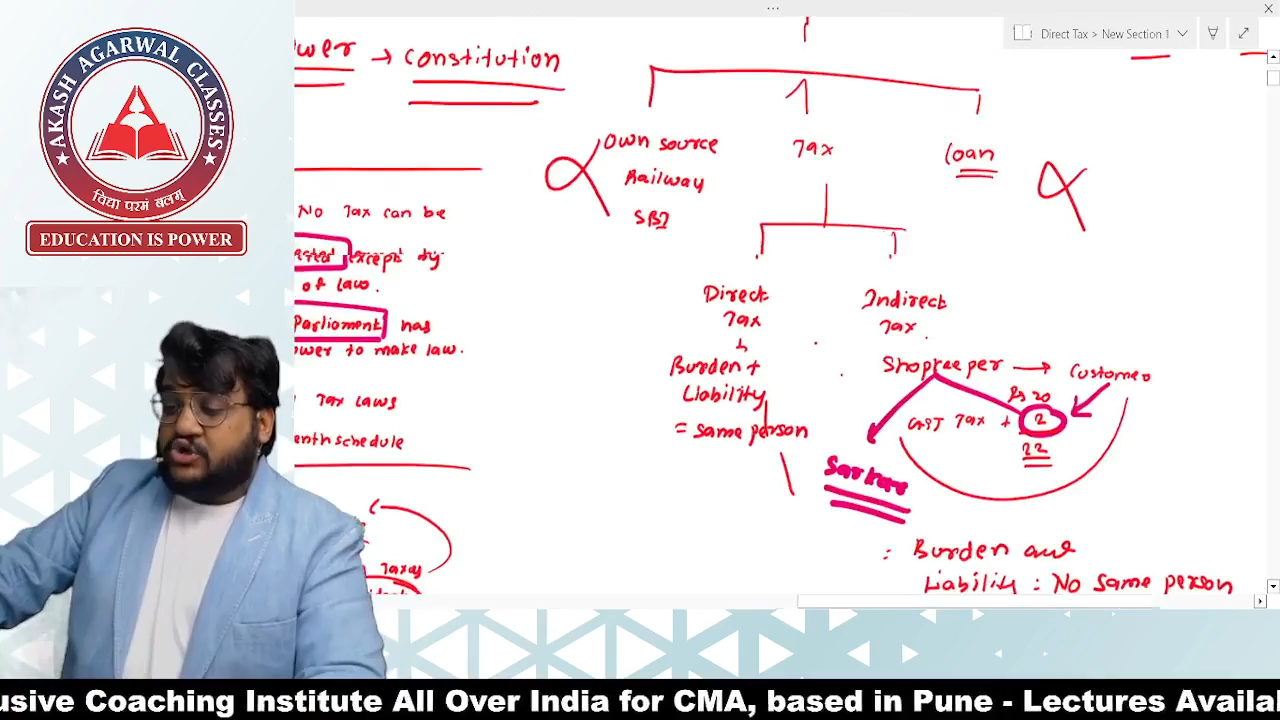 AKASH AGARWAL CLASSES
विद्या परमं बलम्
EDUCATION IS POWER
Direct Tax > New Section 1
wer → constitution
No Tax can be
except by
of law.
Parlioment has
ower to make law.
Tax laws
enth schedule
Taxes
Own source
Railway
SBI
Tax
loan
Direct
Tax
Burden +
Liability
= same person
Indirect
Tax
Shopkeeper → Customer
Rs 20
GST Tax + 2
22
Sarkar
: Burden and
Liability : No same person
usive Coaching Institute All Over India for CMA, based in Pune - Lectures Availa